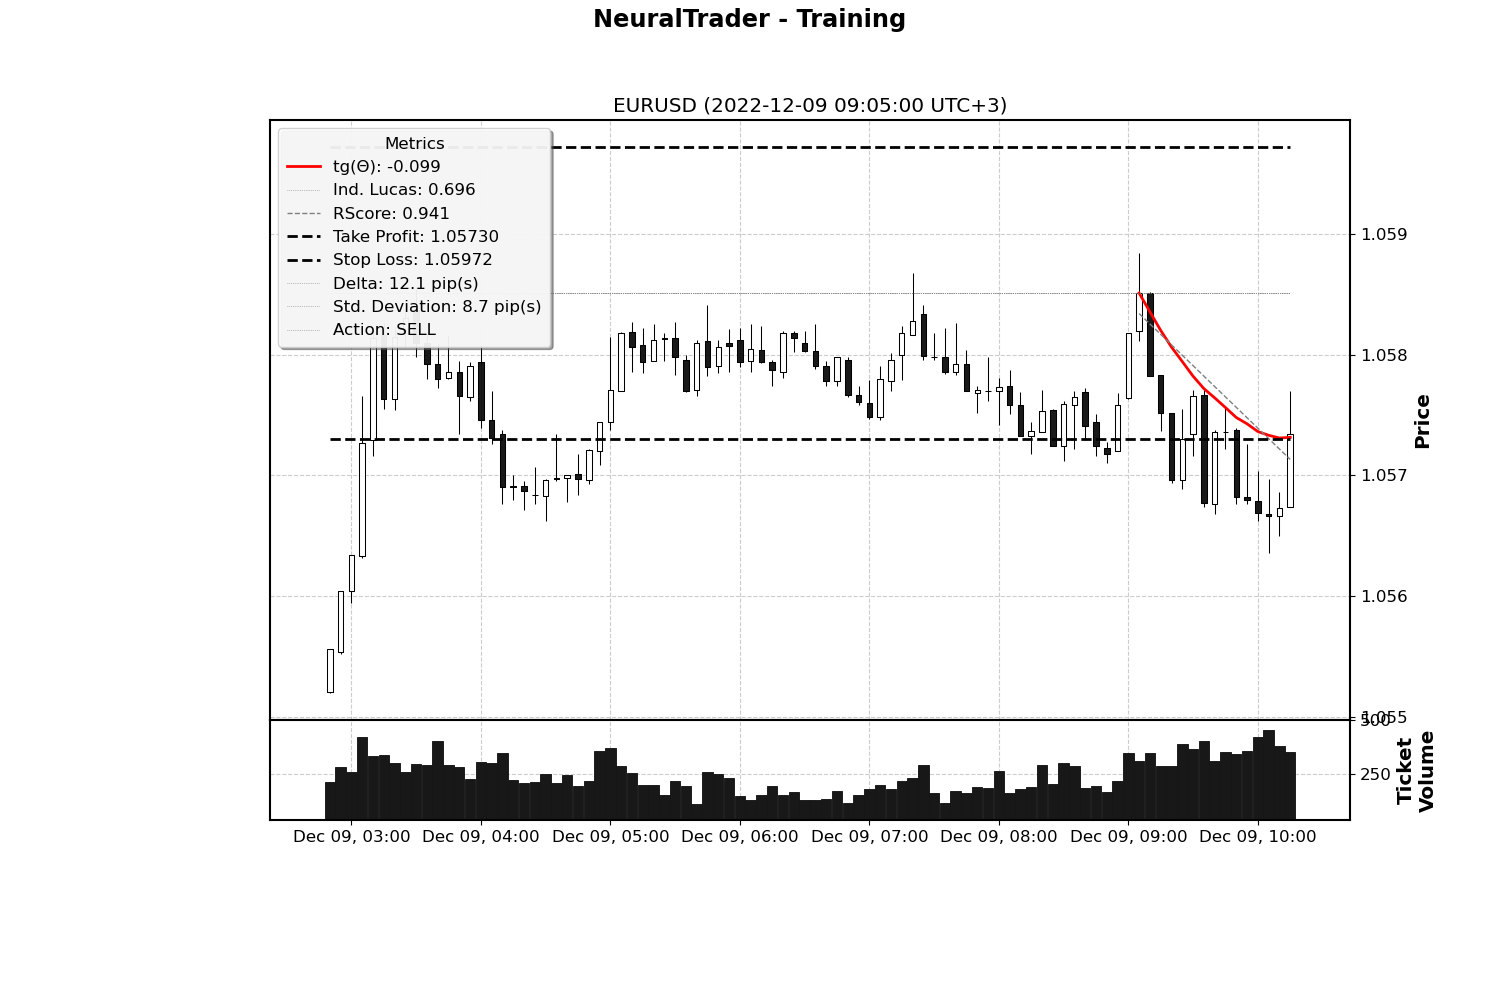 NeuralTrader - Training
EURUSD (2022-12-09 09:05:00 UTC+3)
Metrics
tg(Θ): -0.099
Ind. Lucas: 0.696
RScore: 0.941
Take Profit: 1.05730
Stop Loss: 1.05972
Delta: 12.1 pip(s)
Std. Deviation: 8.7 pip(s)
Action: SELL
1.059
1.058
1.057
1.056
1.055
Price
500
250
Ticket
Volume
Dec 09, 03:00
Dec 09, 04:00
Dec 09, 05:00
Dec 09, 06:00
Dec 09, 07:00
Dec 09, 08:00
Dec 09, 09:00
Dec 09, 10:00